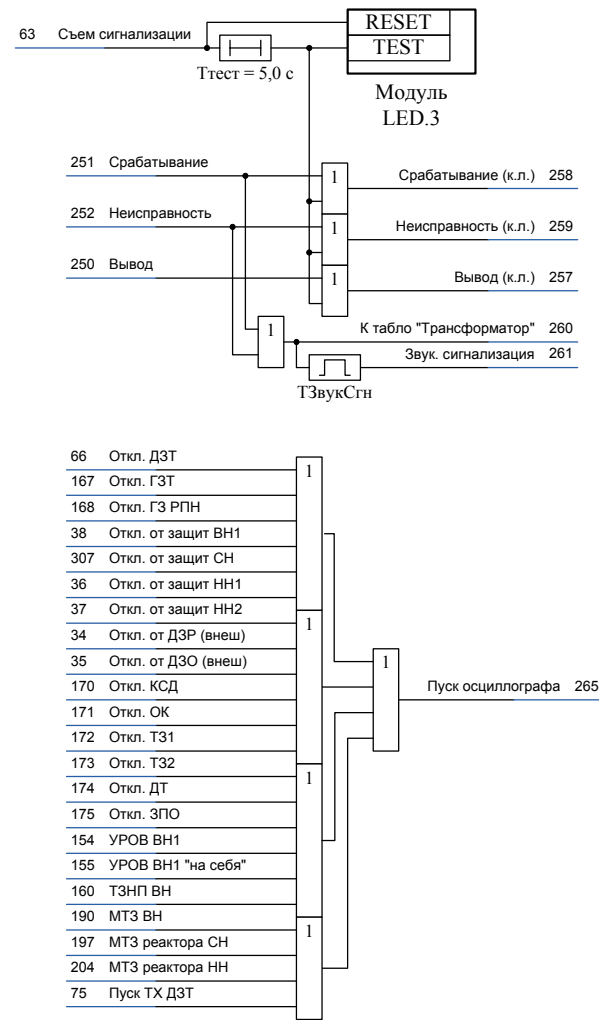 RESET
63 Съем сигнализации
TEST
Tтест = 5,0 с
Модуль
LED.3
251 Срабатывание
1
Срабатывание (к.л.) 258
252 Неисправность
1
Неисправность (к.л.) 259
250 Вывод
1
Вывод (к.л.) 257
1
К табло "Трансформатор" 260
Звук. сигнализация 261
TЗвукСгн
66 Откл. ДЗТ
1
167 Откл. ГЗТ
168 Откл. ГЗ РПН
38 Откл. от защит ВН1
307 Откл. от защит СН
36 Откл. от защит НН1
37 Откл. от защит НН2
1
34 Откл. от ДЗР (внеш)
35 Откл. от ДЗО (внеш)
1
170 Откл. КСД
Пуск осциллографа 265
171 Откл. ОК
172 Откл. ТЗ1
173 Откл. ТЗ2
1
174 Откл. ДТ
175 Откл. ЗПО
154 УРОВ ВН1
155 УРОВ ВН1 "на себя"
160 ТЗНП ВН
190 МТЗ ВН
1
197 МТЗ реактора СН
204 МТЗ реактора НН
75 Пуск ТХ ДЗТ